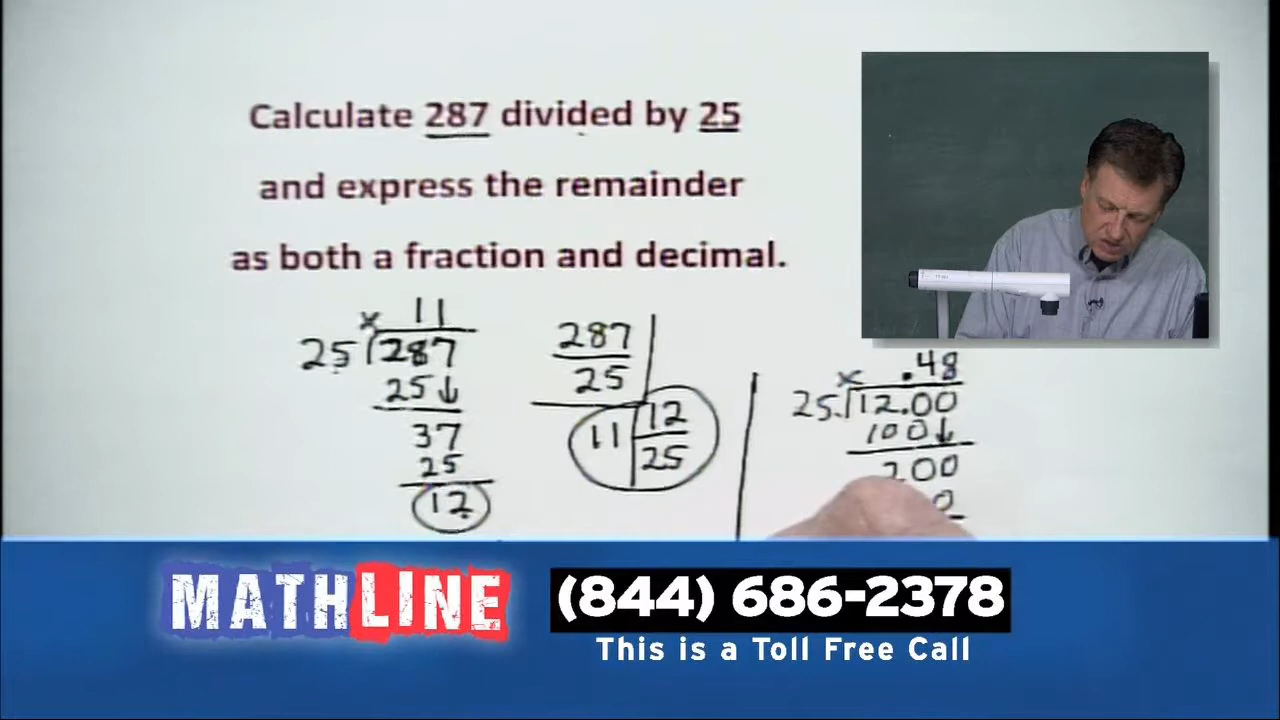 Calculate 287 divided by 25
and express the remainder
as both a fraction and decimal.
x 11
25 287
25↓
37
25
12
287
25
11 12
25
x .48
25. 12.00
100↓
200
0
MATHLINE
(844) 686-2378
This is a Toll Free Call